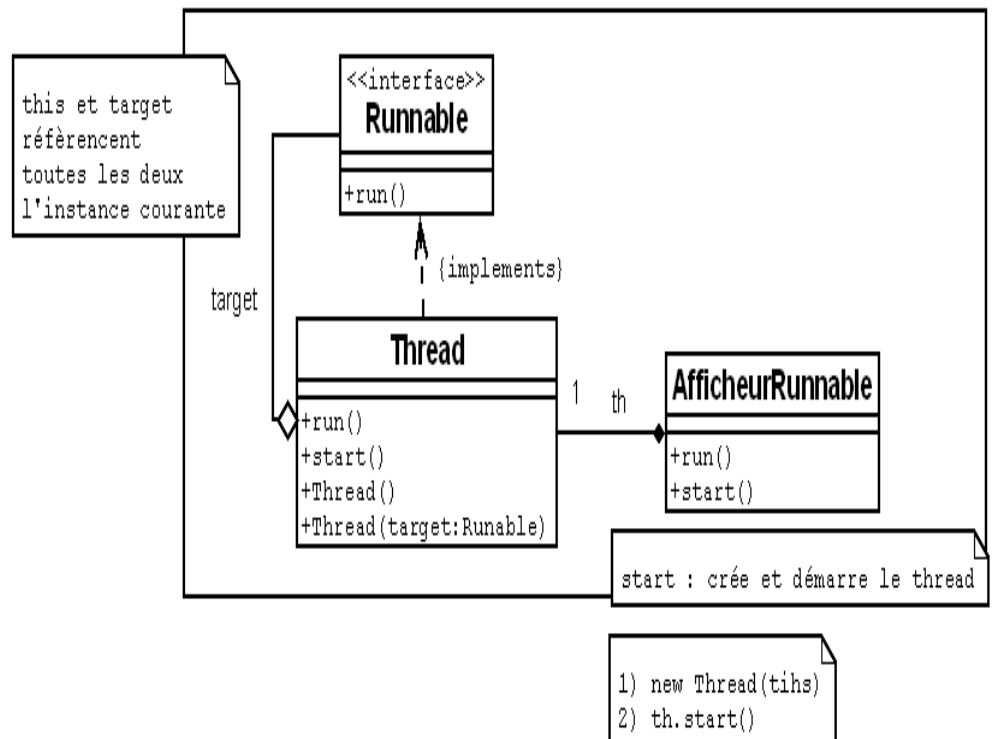 this et target
réfèrencent
toutes les deux
l'instance courante
<<interface>>
Runnable
+run()
{implements}
target
Thread
+run()
+start()
+Thread()
+Thread(target:Runable)
1
th
AfficheurRunnable
+run()
+start()
start : crée et démarre le thread
1) new Thread(tihs)
2) th.start()